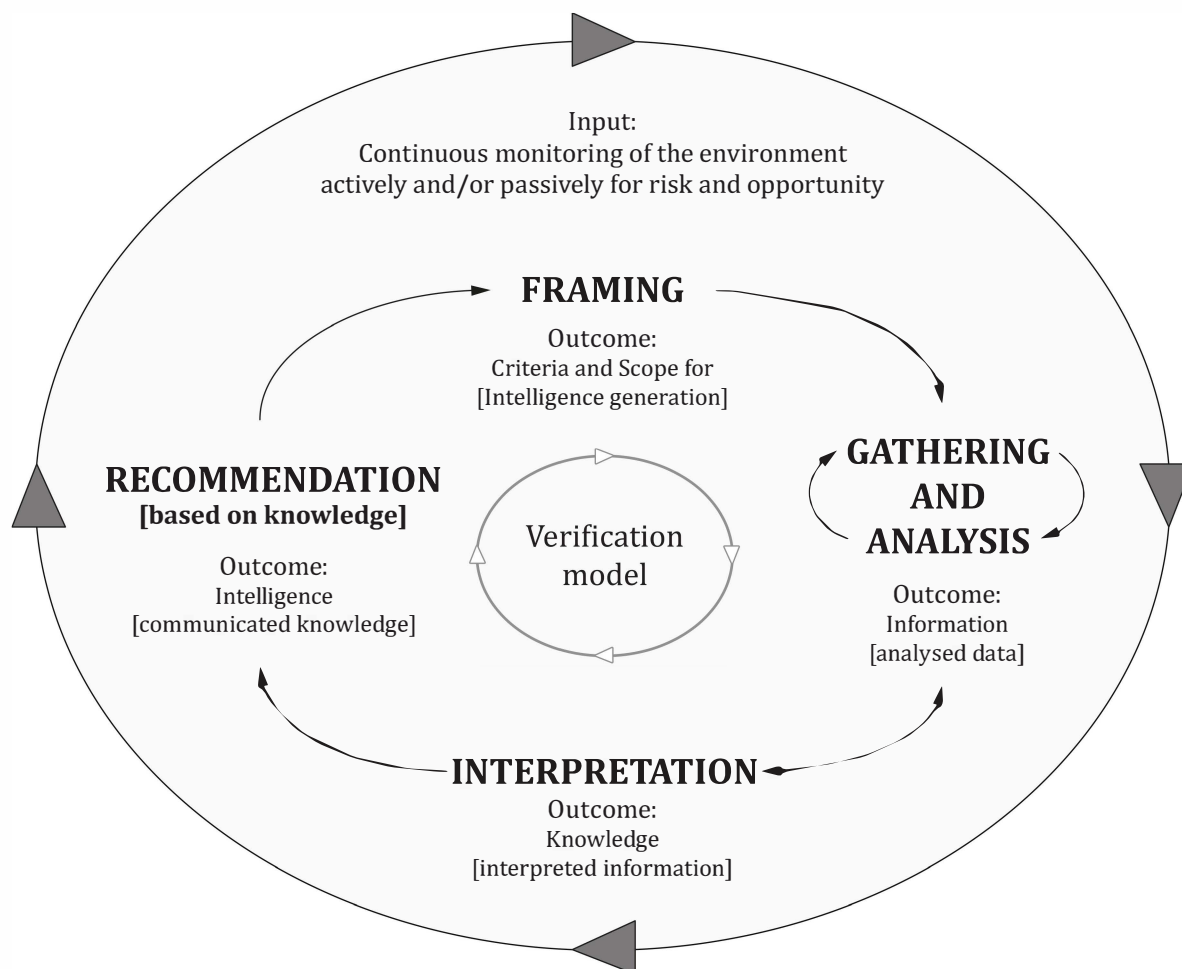 Input:
Continuous monitoring of the environment
actively and/or passively for risk and opportunity
FRAMING
Outcome:
Criteria and Scope for
[Intelligence generation]
GATHERING
AND
ANALYSIS
Outcome:
Information
[analysed data]
RECOMMENDATION
[based on knowledge]
Outcome:
Intelligence
[communicated knowledge]
Verification
model
INTERPRETATION
Outcome:
Knowledge
[interpreted information]